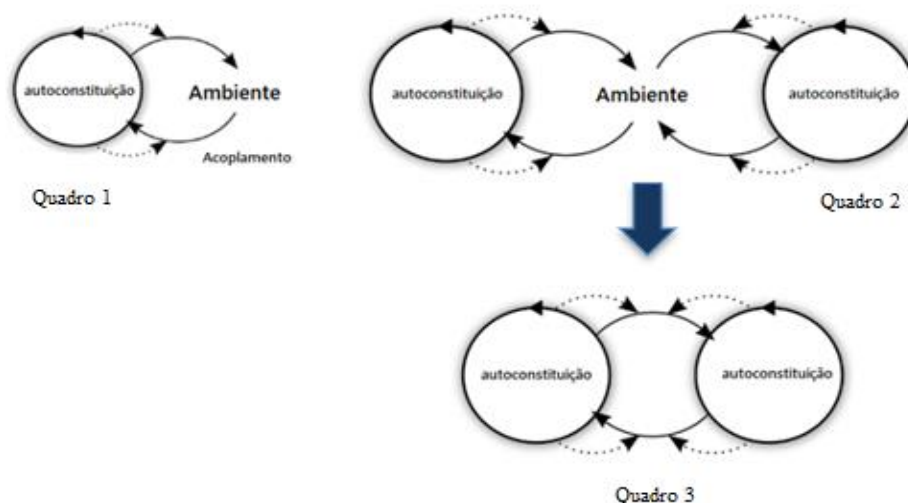 autoconstituição
Ambiente
Acoplamento
Quadro 1
autoconstituição
Ambiente
autoconstituição
Quadro 2
autoconstituição
autoconstituição
Quadro 3